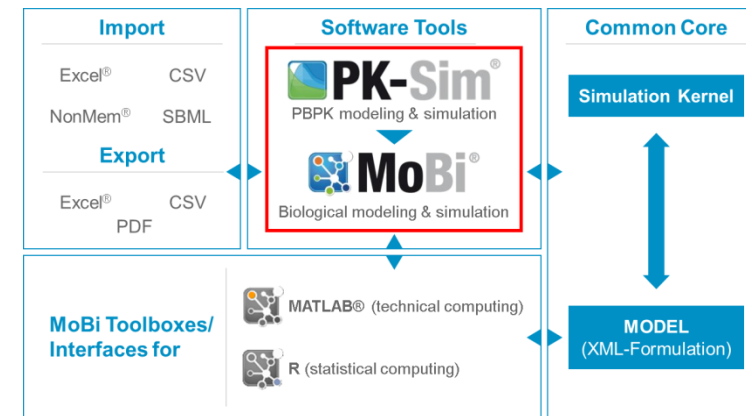 Import
Excel® CSV
NonMem® SBML
Export
Excel® CSV
PDF
Software Tools
PK-Sim®
PBPK modeling & simulation
MoBi®
Biological modeling & simulation
Common Core
Simulation Kernel
MODEL
(XML-Formulation)
MoBi Toolboxes/
Interfaces for
MATLAB® (technical computing)
R (statistical computing)